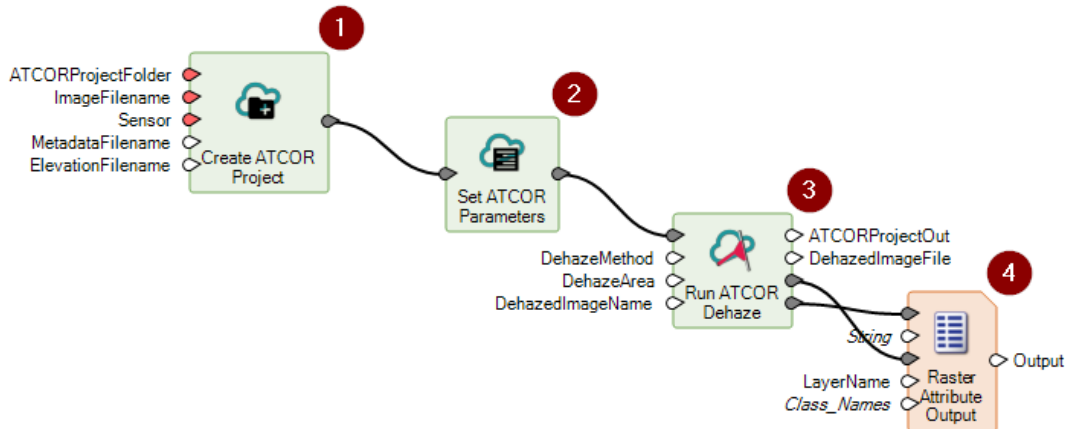 1
ATCORProjectFolder
ImageFilename
Sensor
MetadataFilename
ElevationFilename
Create ATCOR
Project
2
Set ATCOR
Parameters
3
DehazeMethod
DehazeArea
DehazedImageName
Run ATCOR
Dehaze
ATCORProjectOut
DehazedImageFile
4
String
LayerName
Class_Names
Raster
Attribute
Output
Output